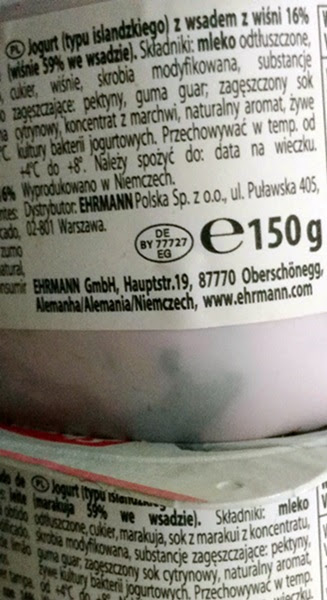 PL Jogurt (typu islandzkiego) z wsadem z wiśni 16%
(wiśnie 59% we wsadzie). Składniki: mleko odtłuszczone,
cukier, wiśnie, skrobia modyfikowana, substancje
zagęszczające: pektyny, guma guar; zagęszczony sok
cytrynowy, koncentrat z marchwi, naturalny aromat, żywe
kultury bakterii jogurtowych. Przechowywać w temp. od
+4°C do +8°. Należy spożyć do: data na wieczku.
Wyprodukowano w Niemczech.
Dystrybutor: EHRMANN Polska Sp. z o.o., ul. Puławska 405,
02-801 Warszawa.
DE
BY 77727
EG
e 150 g
EHRMANN GmbH, Hauptstr.19, 87770 Oberschönegg,
Alemanha/Alemania/Niemczech, www.ehrmann.com
PL Jogurt (typu
(marakuja 59% we wsadzie). Składniki: mleko
odtłuszczone, cukier, marakuja, sok z marakui z koncentratu,
skrobia modyfikowana, substancje zagęszczające: pektyny,
guma guar; zagęszczony sok cytrynowy, naturalny aromat,
żywe kultury bakterii jogurtowych. Przechowywać w temp.